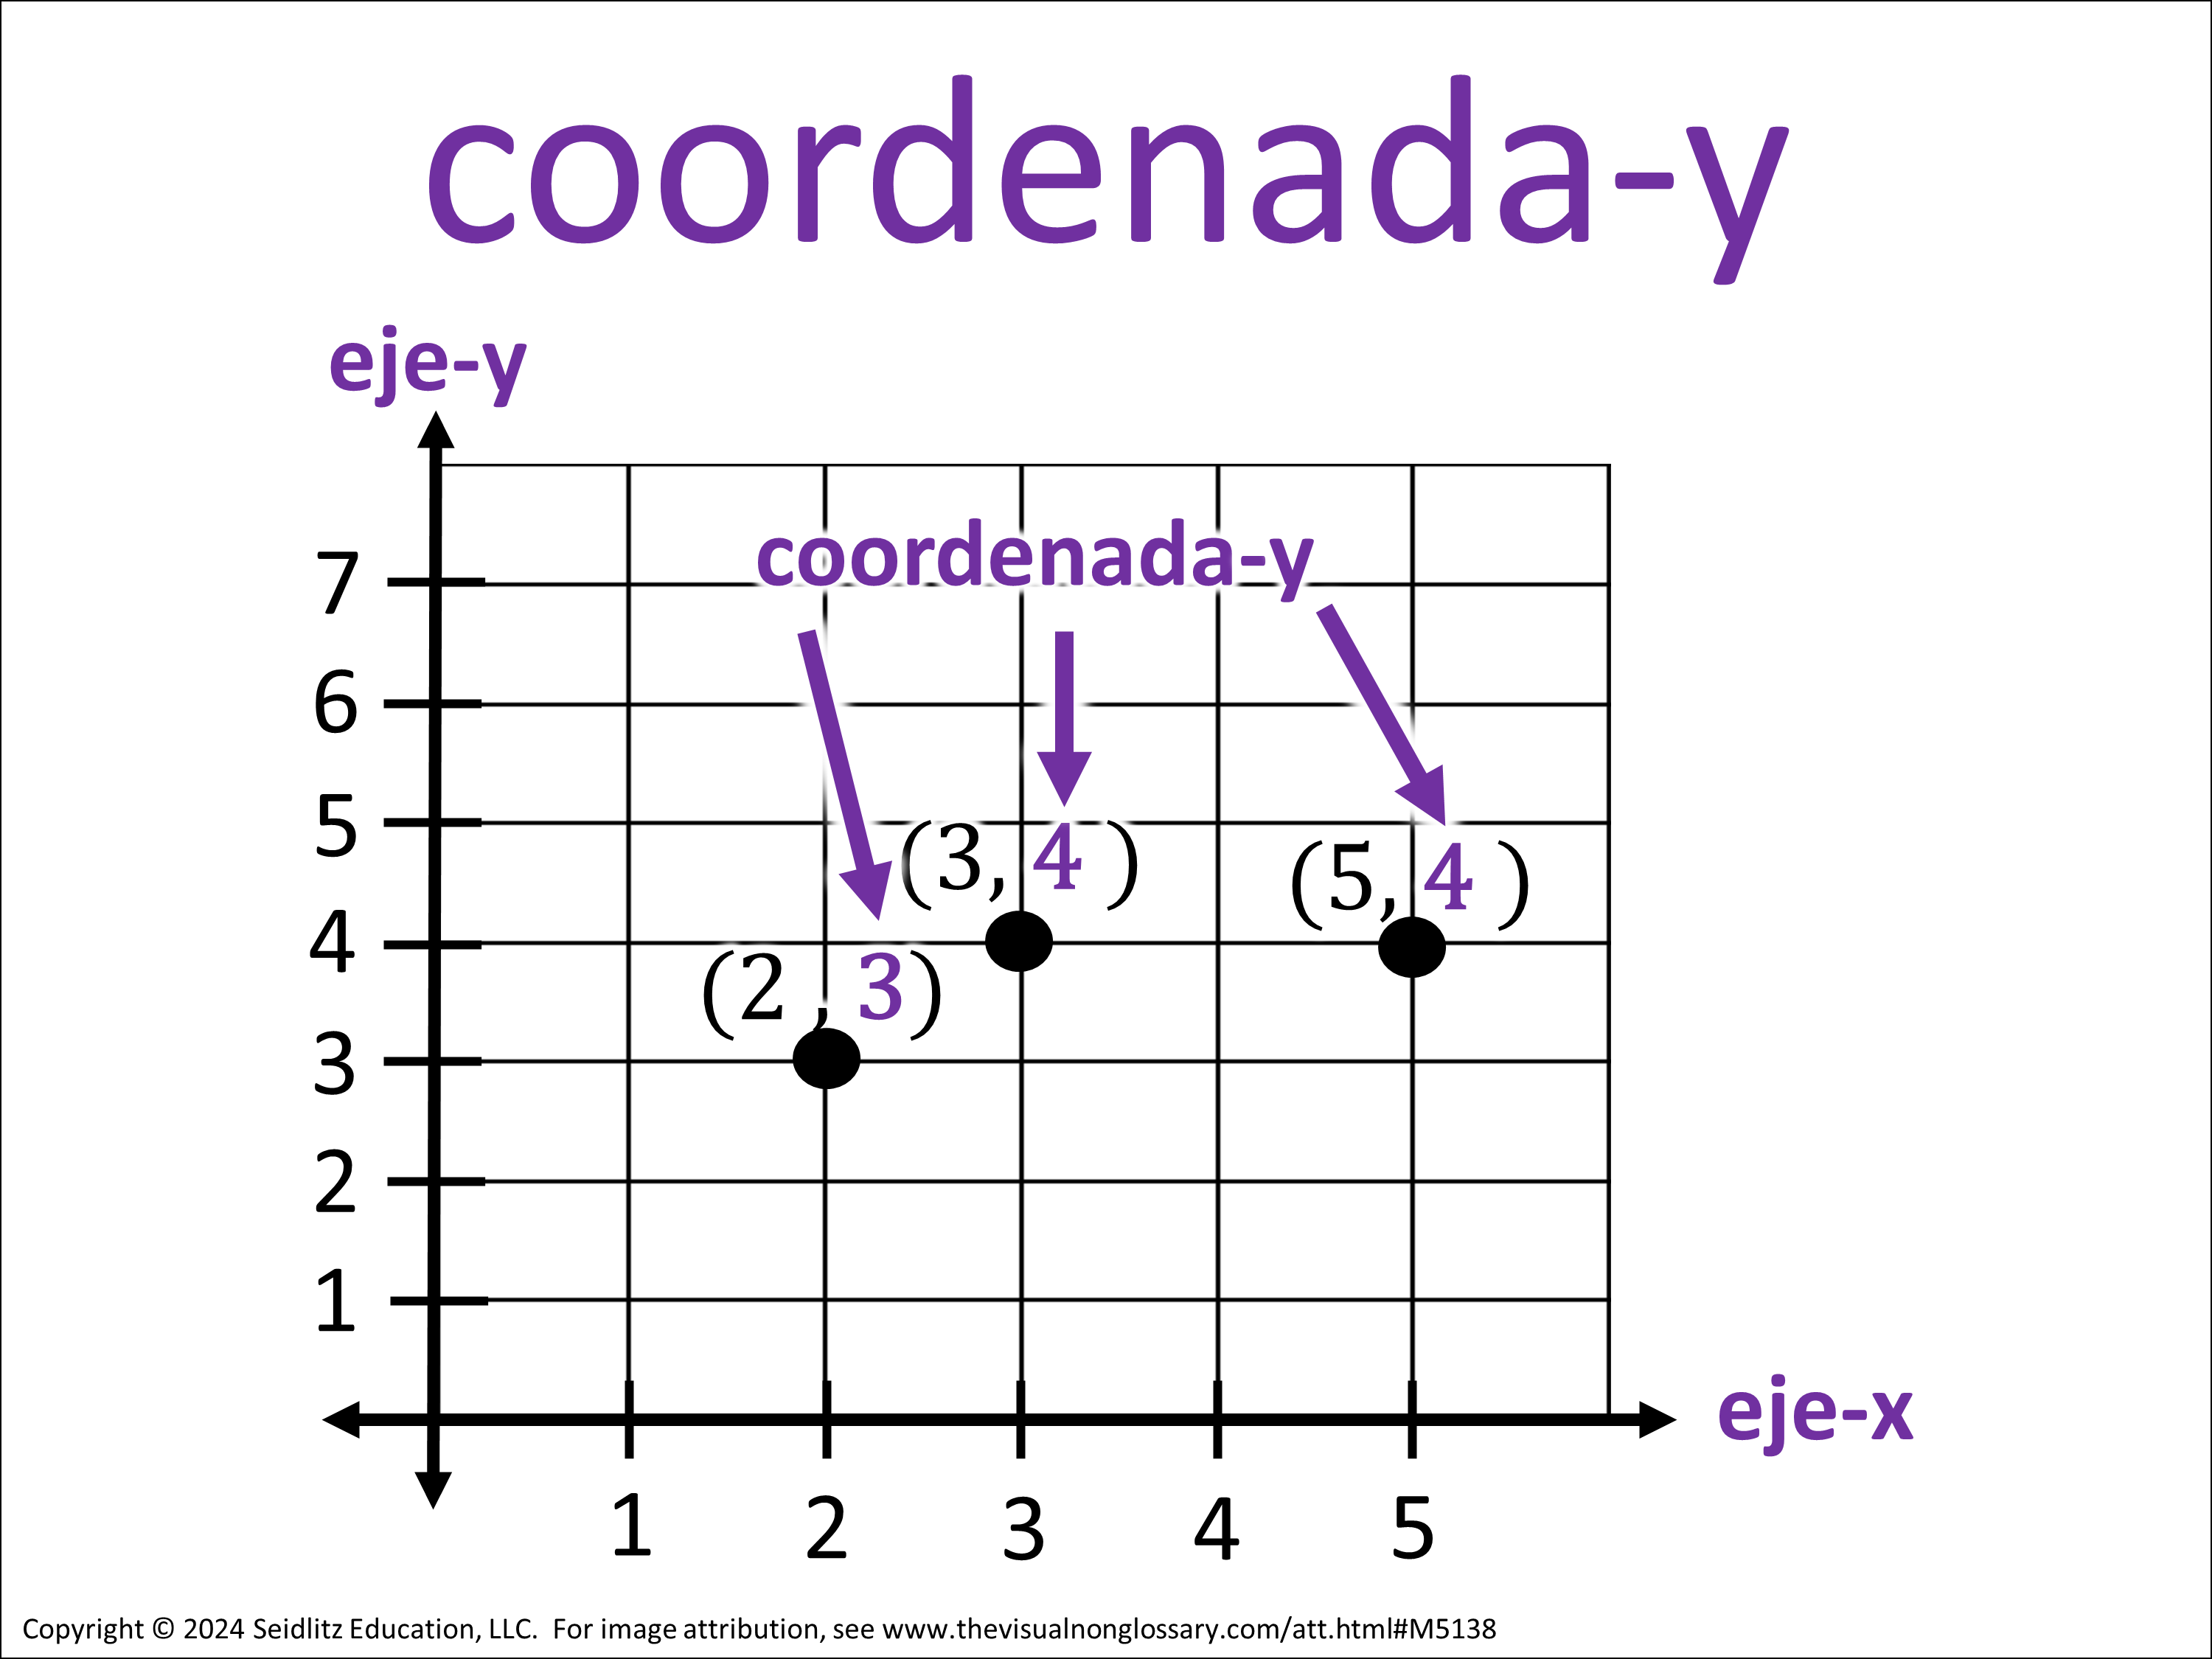 coordenada-y
eje-y
coordenada-y
7
6
5
4
3
2
1
(3, 4 )
(5, 4 )
(2 , 3)
eje-x
1 2 3 4 5
Copyright © 2024 Seidlitz Education, LLC.  For image attribution, see www.thevisualnonglossary.com/att.html#M5138